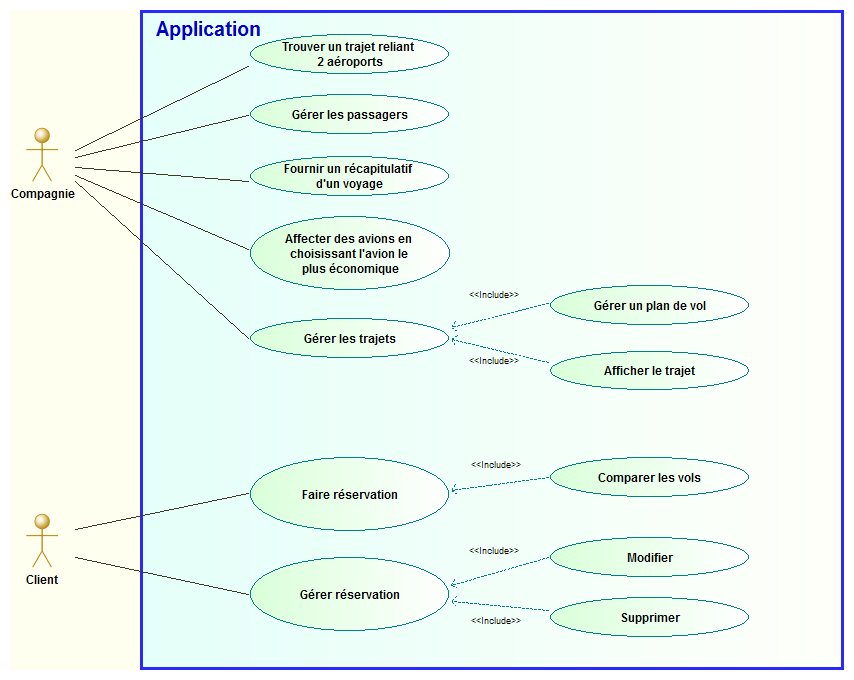 Application
Trouver un trajet reliant
2 aéroports
Gérer les passagers
Compagnie
Fournir un récapitulatif
d'un voyage
Affecter des avions en
choisissant l'avion le
plus économique
<<Include>>
Gérer un plan de vol
Gérer les trajets
<<Include>>
Afficher le trajet
<<Include>>
Comparer les vols
Faire réservation
<<Include>>
Modifier
Client
Gérer réservation
<<Include>>
Supprimer